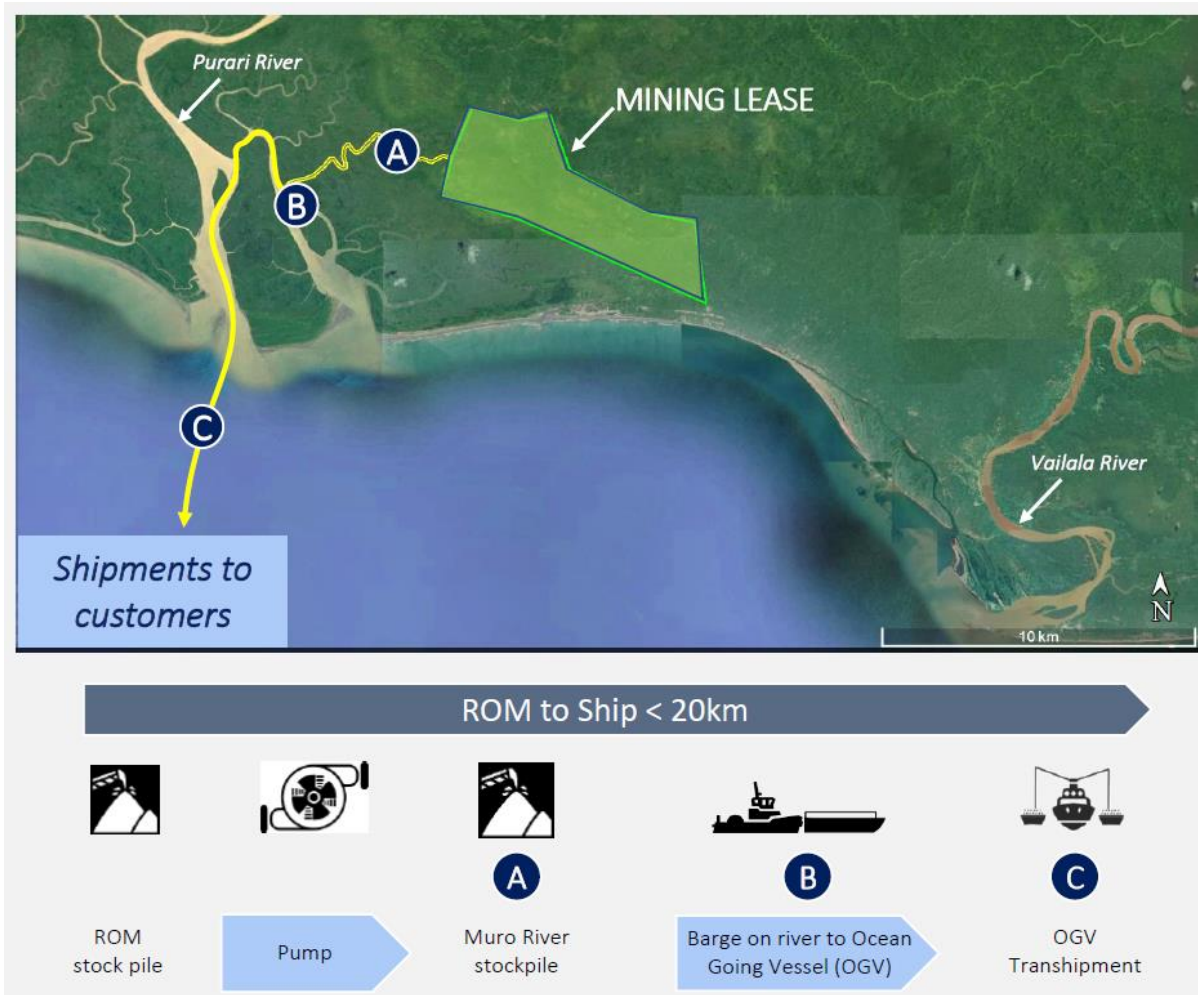 Purari River
MINING LEASE
A
B
C
Vailala River
Shipments to
customers
N
10 km
ROM to Ship < 20km
A
B
C
ROM
stock pile
Pump
Muro River
stockpile
Barge on river to Ocean
Going Vessel (OGV)
OGV
Transhipment